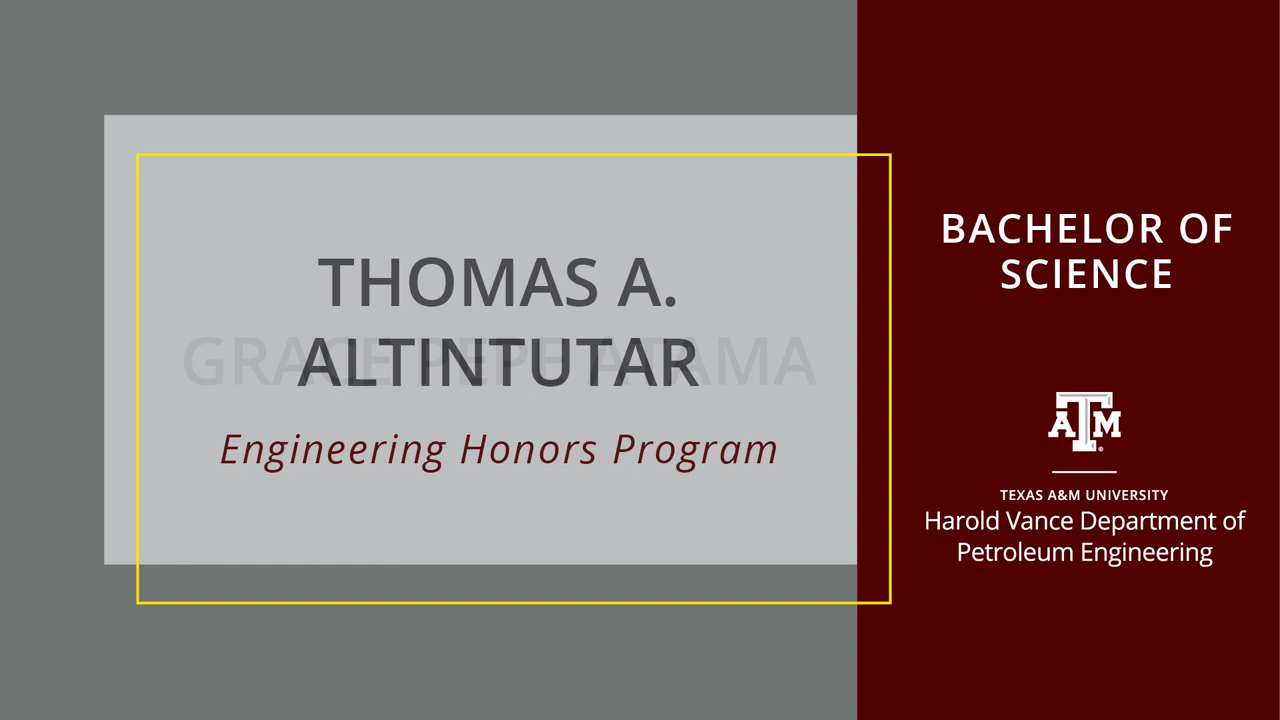 THOMAS A.
ALTINTUTAR
Engineering Honors Program
BACHELOR OF
SCIENCE
ATM
TEXAS A&M UNIVERSITY
Harold Vance Department of
Petroleum Engineering